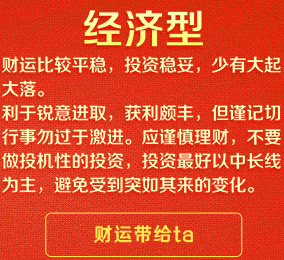 经济型
财运比较平稳，投资稳妥，少有大起
大落。
利于锐意进取，获利颇丰，但谨记切
行事勿过于激进。应谨慎理财，不要
做投机性的投资，投资最好以中长线
为主，避免受到突如其来的变化。
财运带给ta